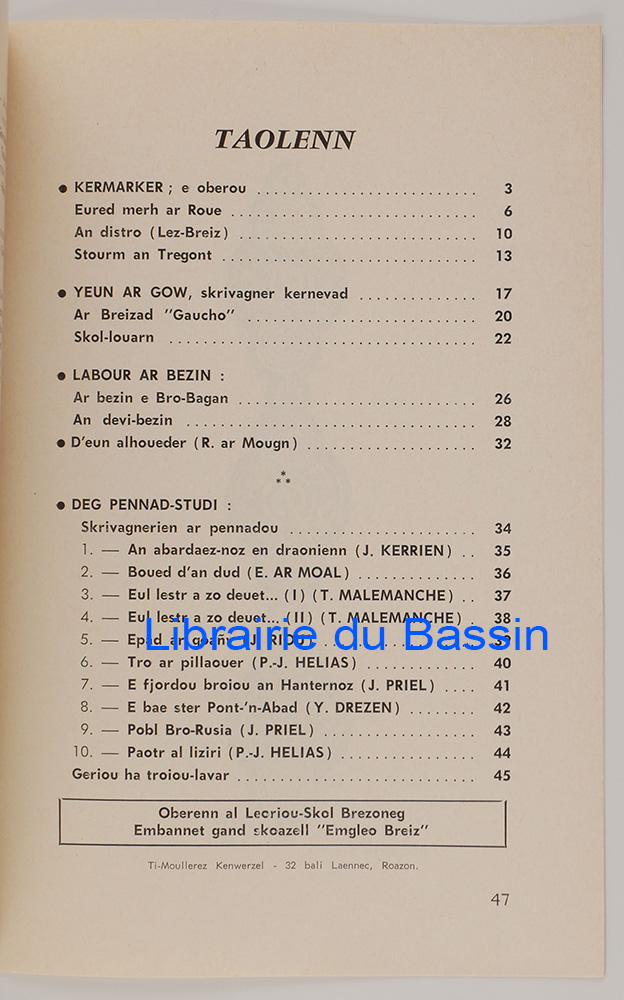 TAOLENN
● KERMARKER ; e oberou ........................ 3
Eured merh ar Roue ........................... 6
An distro (Lez-Breiz) .......................... 10
Stourm an Tregont ............................ 13
● YEUN AR GOW, skrivagner kernevad ............. 17
Ar Breizad "Gaucho" .......................... 20
Skol-louarn ................................ 22
● LABOUR AR BEZIN :
Ar bezin e Bro-Bagan .......................... 26
An devi-bezin ................................ 28
● D'eun alhoueder (R. ar Mougn) .................. 32
***
● DEG PENNAD-STUDI :
Skrivagnerien ar pennadou ..................... 34
1. — An abardaez-noz en draonienn (J. KERRIEN) .. 35
2. — Boued d'an dud (E. AR MOAL) ............. 36
3. — Eul lestr a zo deuet... (I) (T. MALEMANCHE) .. 37
4. — Eul lestr a zo deuet... (II) (T. MALEMANCHE) . 38
5. — Epad ar RIOU) 39
Librairie du Bassin
6. — Tro ar pillaouer (P.-J. HELIAS) ............. 40
7. — E fjordou broiou an Hanternoz (J. PRIEL) .... 41
8. — E bae ster Pont-'n-Abad (Y. DREZEN) ........ 42
9. — Pobl Bro-Rusia (J. PRIEL) .................. 43
10. — Paotr al liziri (P.-J. HELIAS) ............... 44
Geriou ha troiou-lavar ........................... 45
Oberenn al Leoriou-Skol Brezoneg
Embannet gand skoazell "Emgleo Breiz"
Ti-Moullerez Kenwerzel - 32 bali Laennec, Roazon.
47